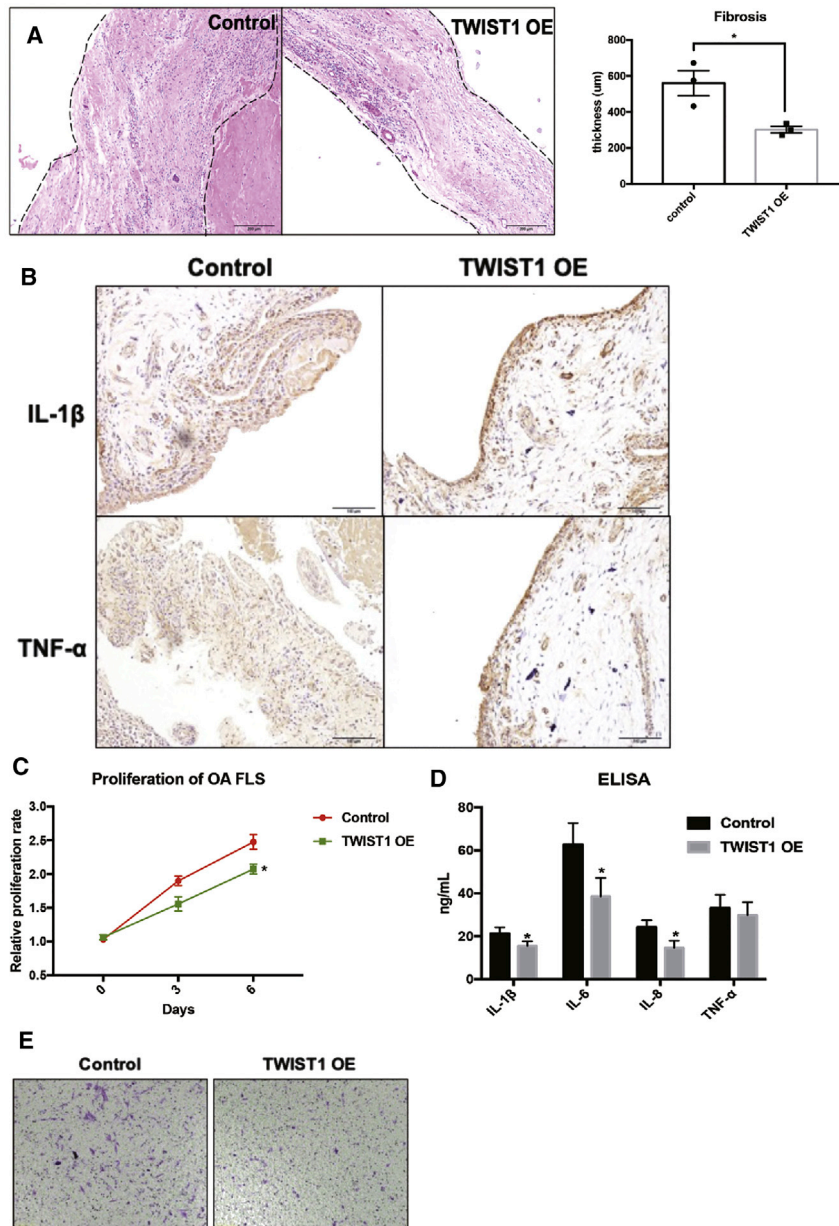 A
Control
TWIST1 OE
Fibrosis
*
thickness (um)
800
600
400
200
0
control
TWIST1 OE
B
Control
TWIST1 OE
IL-1β
TNF-α
C
Proliferation of OA FLS
Relative proliferation rate
3.0
2.5
2.0
1.5
1.0
0.5
Control
TWIST1 OE
*
0
3
6
Days
D
ELISA
ng/mL
80
60
40
20
0
Control
TWIST1 OE
*
*
*
IL-1β
IL-6
IL-8
TNF-α
E
Control
TWIST1 OE